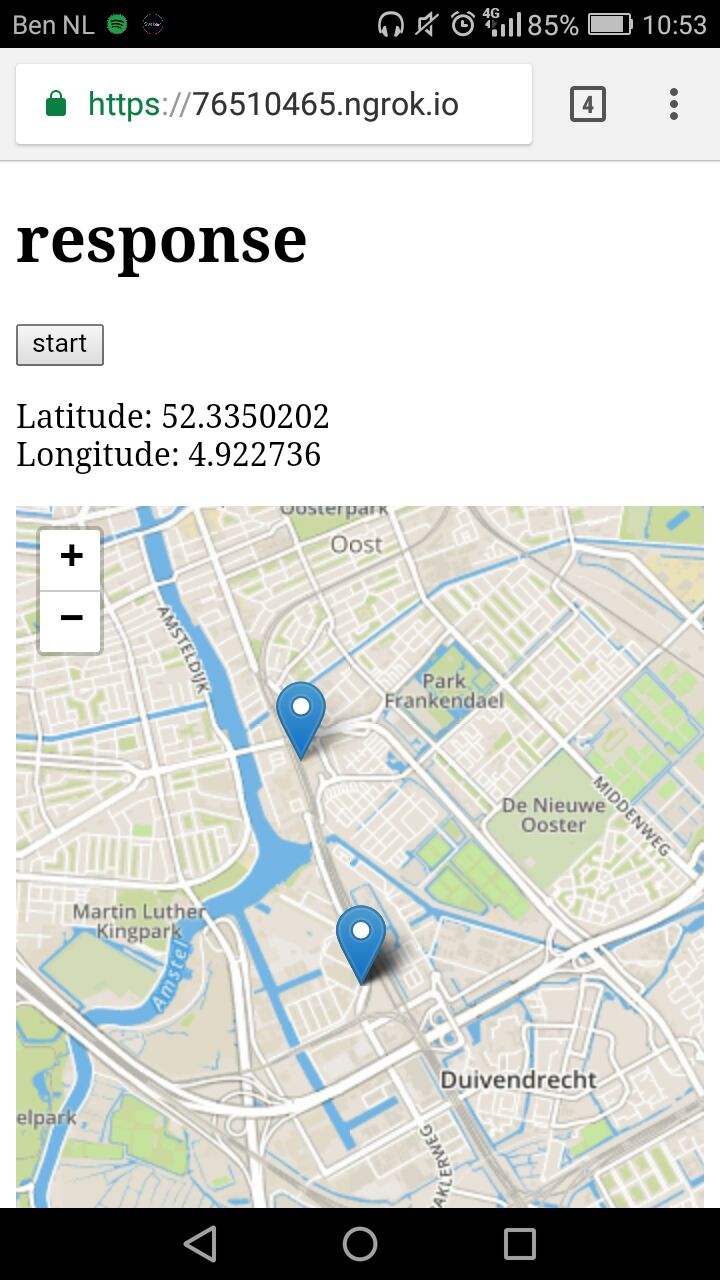 Ben NL 4G 85% 10:53
https://76510465.ngrok.io 4
response
start
Latitude: 52.3350202
Longitude: 4.922736
+
−
Oosterpark
Oost
AMSTELDIJK
Park
Frankendael
De Nieuwe
Ooster
MIDDENWEG
Martin Luther
Kingpark
Amstel
Duivendrecht
elpark
AKLERWEG